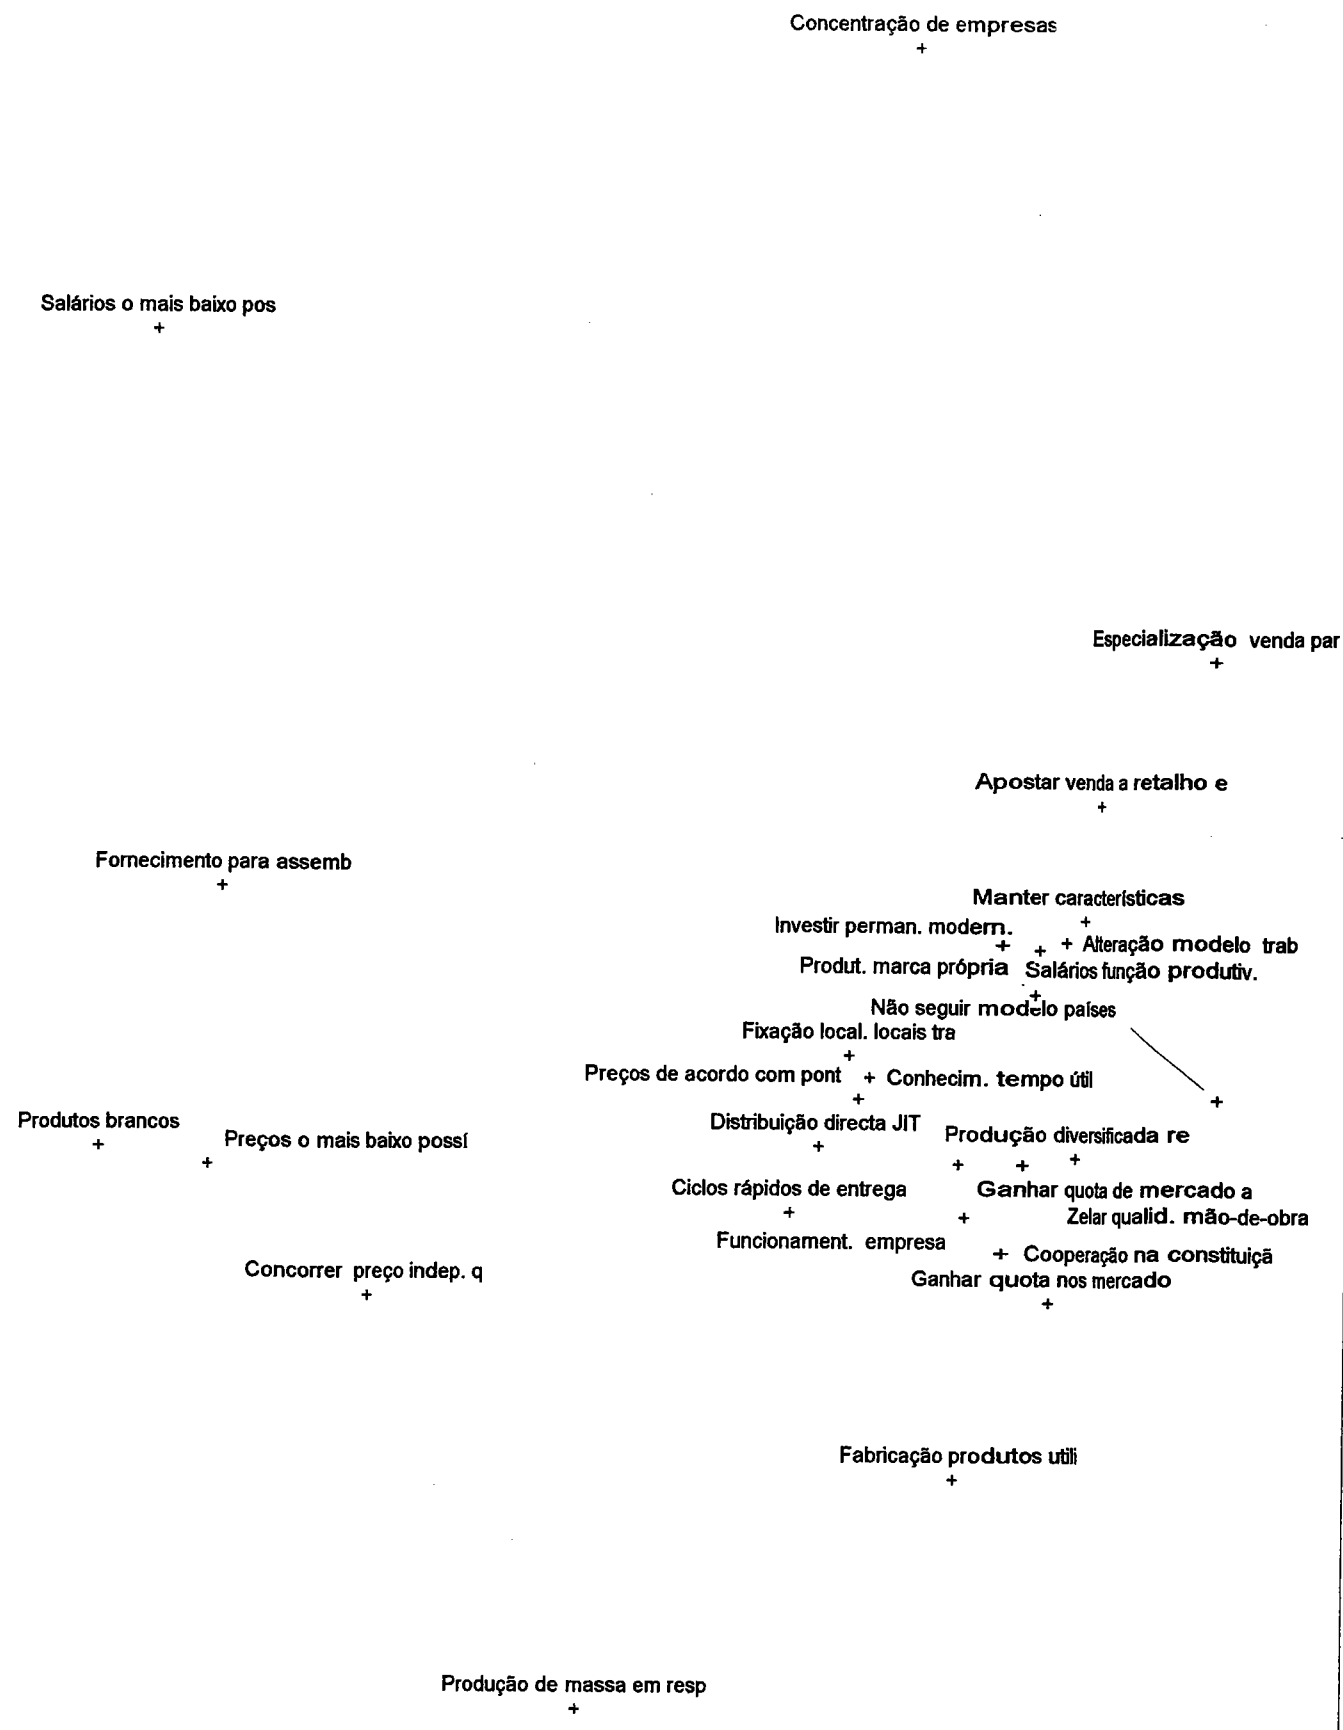 Concentração de empresas
+
Salários o mais baixo pos
+
Especialização venda par
+
Apostar venda a retalho e
+
Fornecimento para assemb
+
Manter características
+
Investir perman. modern.
+ + + Alteração modelo trab
Produt. marca própria Salários função produtiv.
+
Não seguir modelo países
Fixação local. locais tra
+
Preços de acordo com pont + Conhecim. tempo útil
+
+
Produtos brancos
+
Distribuição directa JIT
+
Preços o mais baixo possí
+
Produção diversificada re
+ + +
Ciclos rápidos de entrega
+
Ganhar quota de mercado a
+
Zelar qualid. mão-de-obra
Funcionament. empresa
+ Cooperação na constituiçã
Concorrer preço indep. q
+
Ganhar quota nos mercado
+
Fabricação produtos utili
+
Produção de massa em resp
+